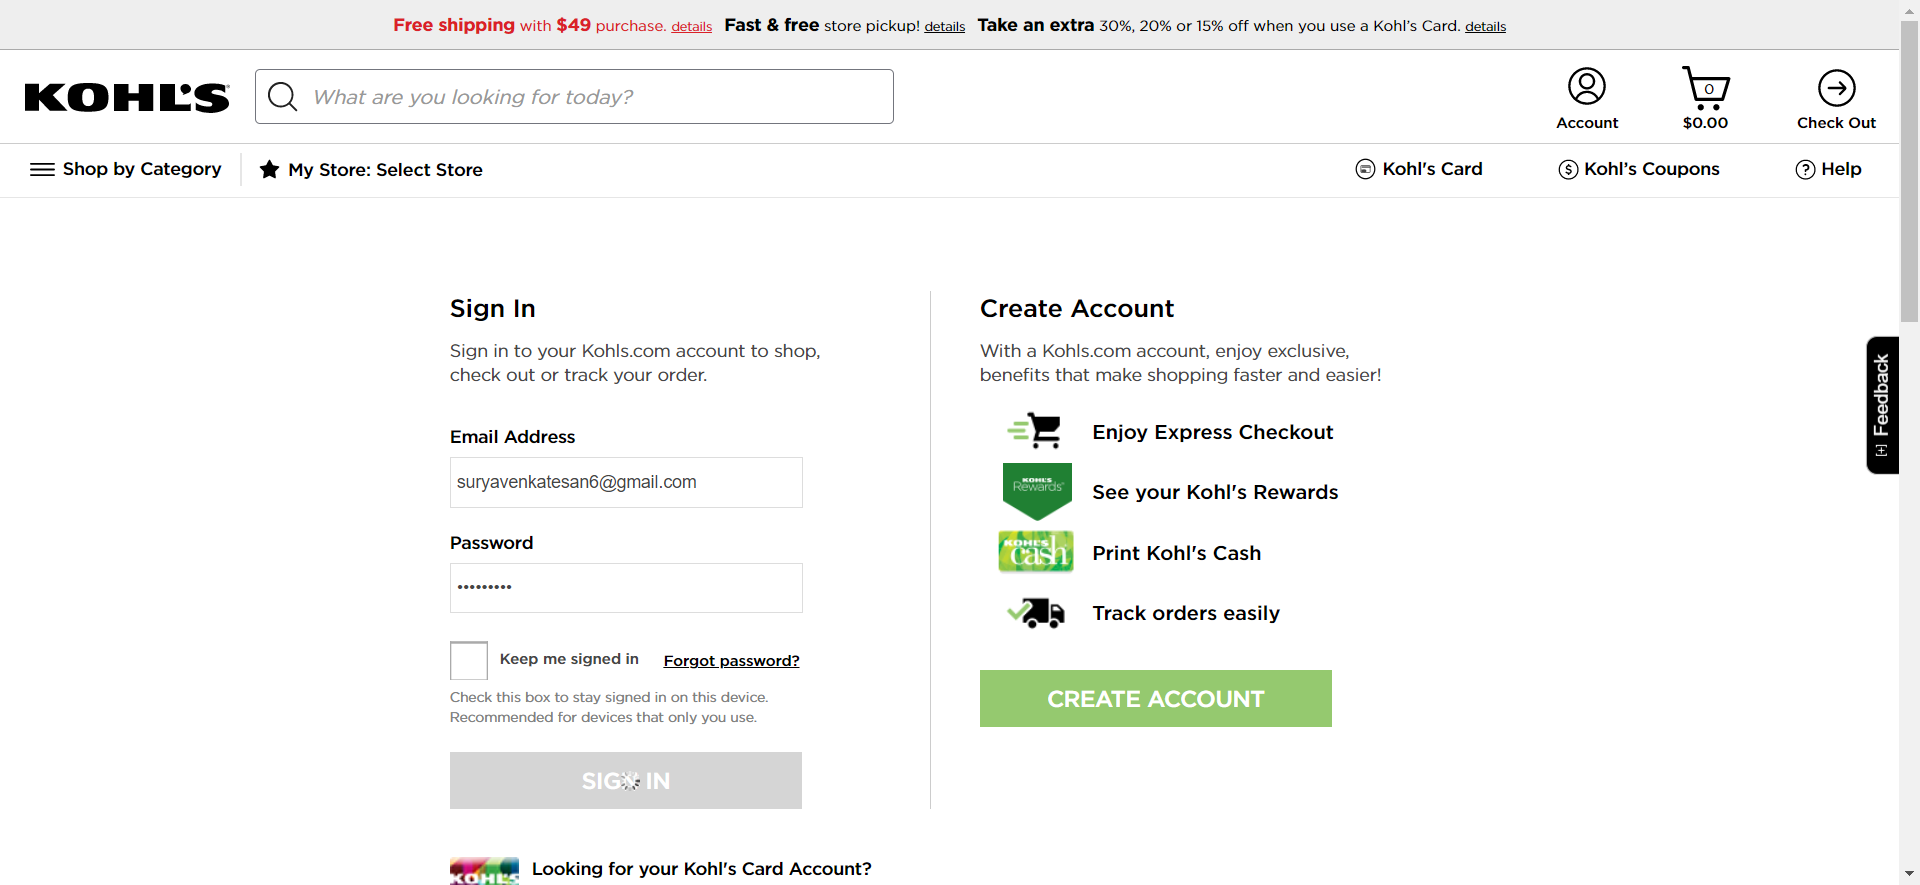 Free shipping with $49 purchase. details Fast & free store pickup! details Take an extra 30%, 20% or 15% off when you use a Kohl’s Card. details
KOHL'S
What are you looking for today?
Account
0
$0.00
Check Out
Shop by Category
My Store: Select Store
Kohl's Card
Kohl’s Coupons
Help
Sign In
Sign in to your Kohls.com account to shop,
check out or track your order.
Email Address
suryavenkatesan6@gmail.com
Password
•••••••••
Keep me signed in
Forgot password?
Check this box to stay signed in on this device.
Recommended for devices that only you use.
SIGN IN
KOHL'S
Looking for your Kohl's Card Account?
Create Account
With a Kohls.com account, enjoy exclusive,
benefits that make shopping faster and easier!
Enjoy Express Checkout
KOHL'S
Rewards
See your Kohl's Rewards
KOHL'S
cash
Print Kohl's Cash
Track orders easily
CREATE ACCOUNT
[+] Feedback